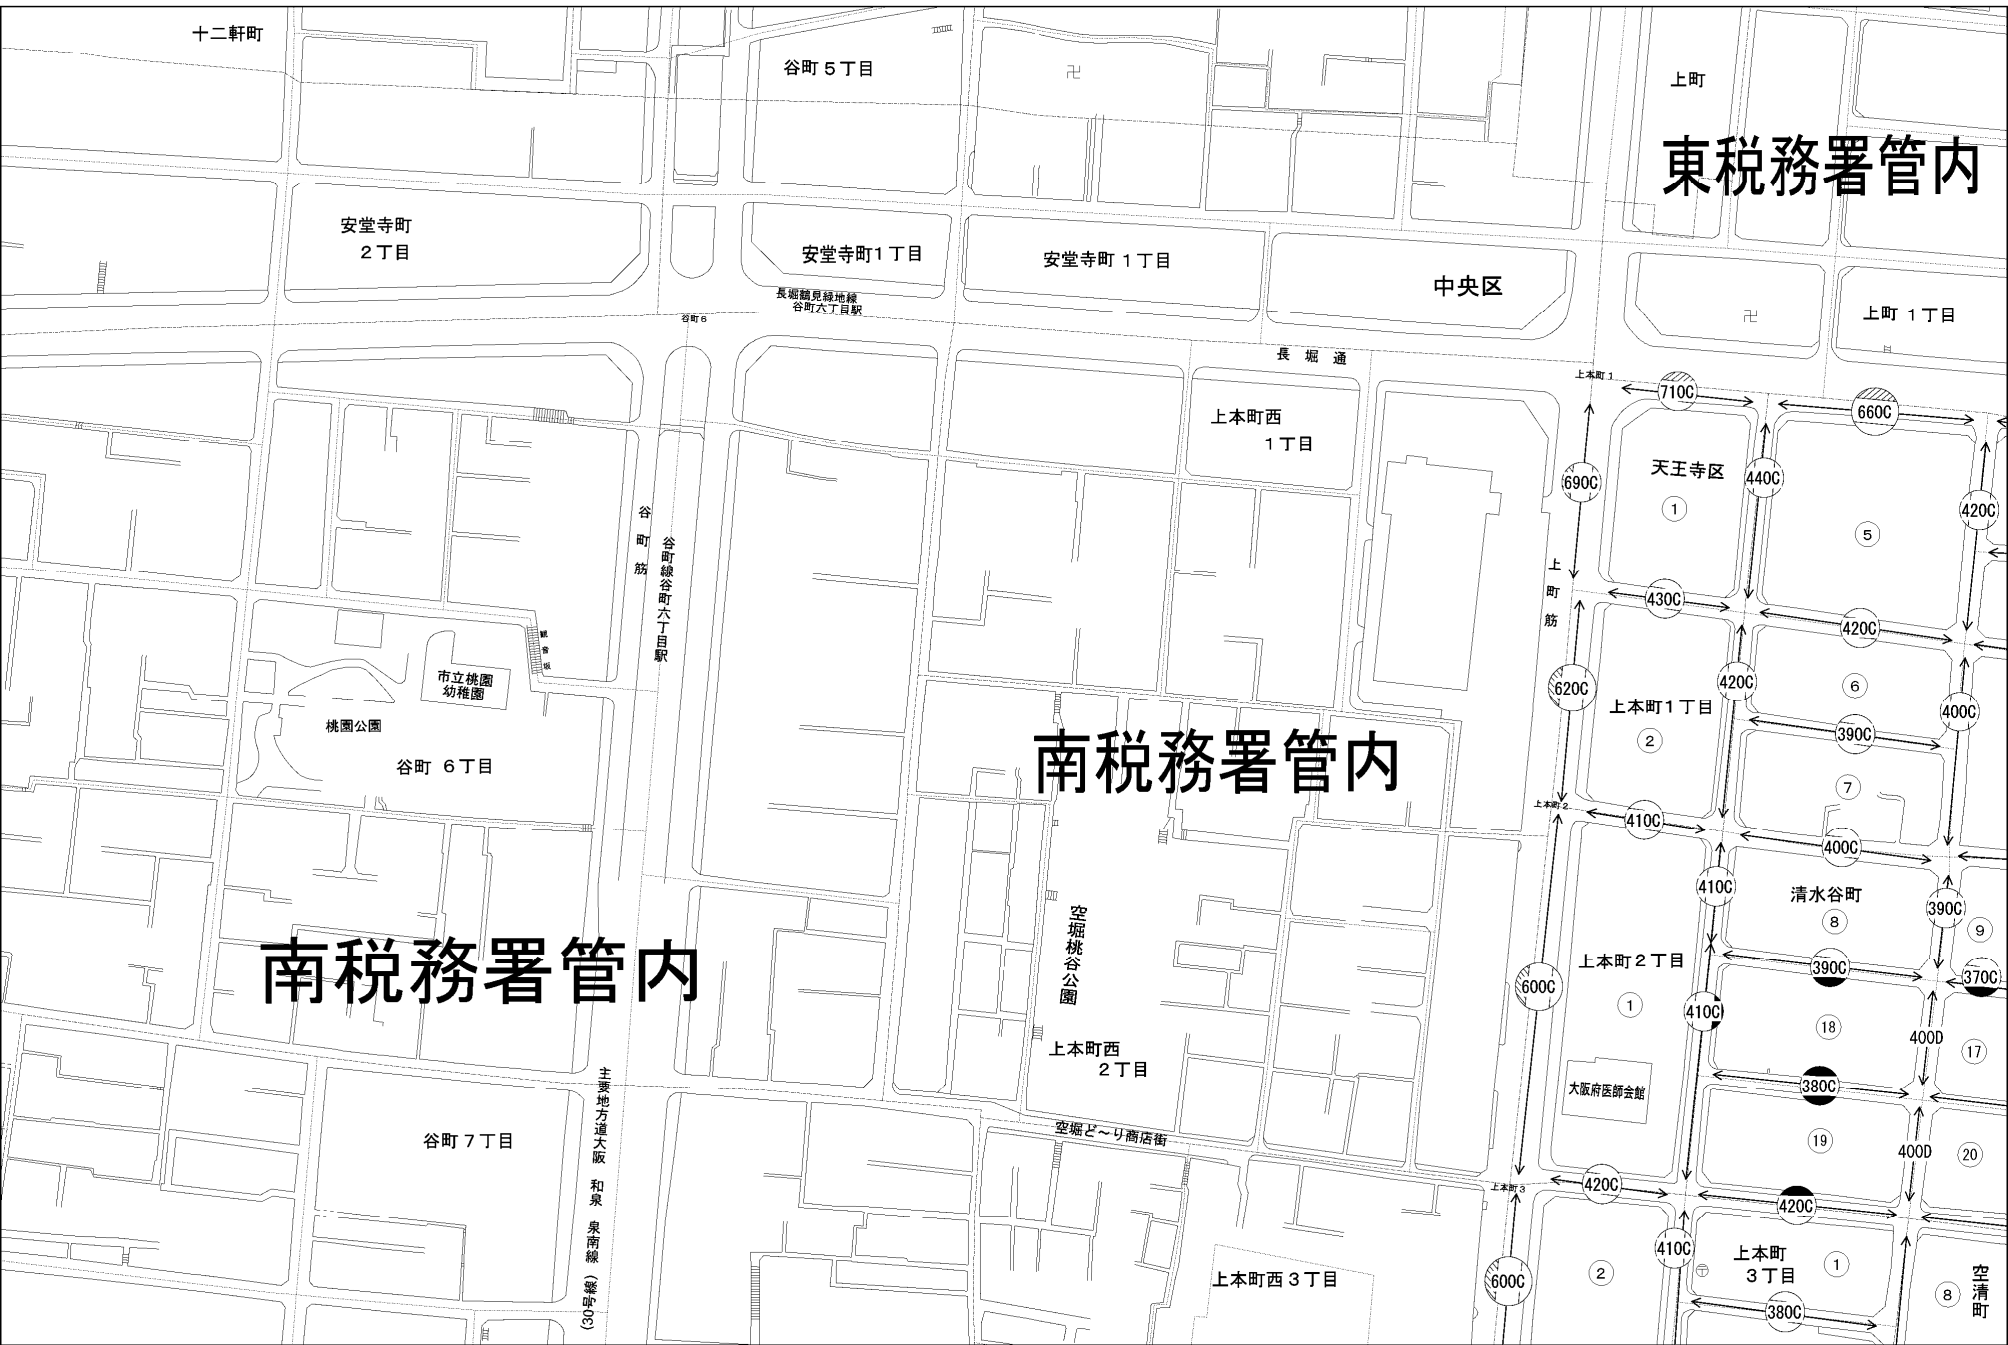 十二軒町
谷町5丁目
上町
東税務署管内
安堂寺町
2丁目
安堂寺町1丁目
安堂寺町 1丁目
中央区
長堀鶴見緑地線
谷町六丁目駅
谷町6
上町 1丁目
長堀通
上本町1
710C
660C
上本町西
1丁目
天王寺区
690C
440C
420C
1
5
谷町筋
谷町線谷町六丁目駅
上町筋
430C
420C
観音坂
市立桃園
幼稚園
桃園公園
谷町 6丁目
620C
420C
400C
6
上本町1丁目
2
390C
南税務署管内
7
上本町2
410C
400C
410C
清水谷町
8
390C
9
空堀桃谷公園
南税務署管内
上本町2丁目
390C
370C
600C
1
410C
18
400D
17
上本町西
2丁目
主要地方道大阪 和泉 泉南線 (30号線)
大阪府医師会館
380C
谷町7丁目
空堀ど〜り商店街
19
400D
20
上本町3
420C
420C
410C
上本町
3丁目
1
上本町西3丁目
600C
2
8
空清町
380C